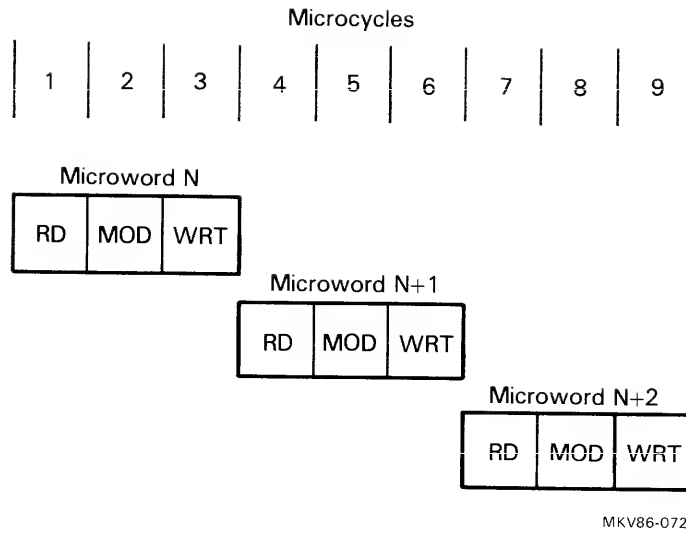 Microcycles
1 2 3 4 5 6 7 8 9
Microword N
RD MOD WRT
Microword N+1
RD MOD WRT
Microword N+2
RD MOD WRT
MKV86-072